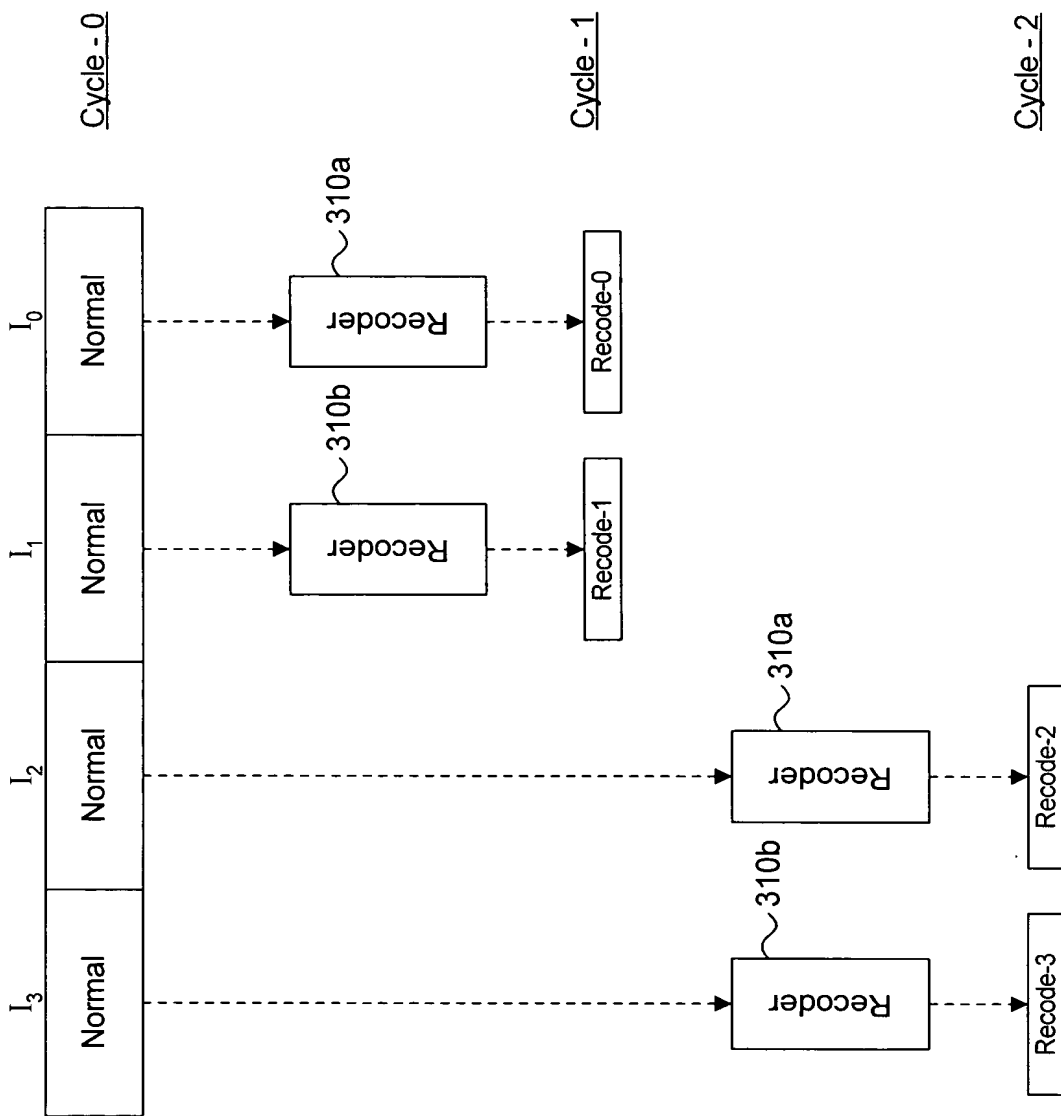 I3 I2 I1 I0
Normal Normal Normal Normal Cycle - 0
310b 310a
Recoder Recoder
Recode-1 Recode-0 Cycle - 1
310b 310a
Recoder Recoder
Recode-3 Recode-2 Cycle - 2